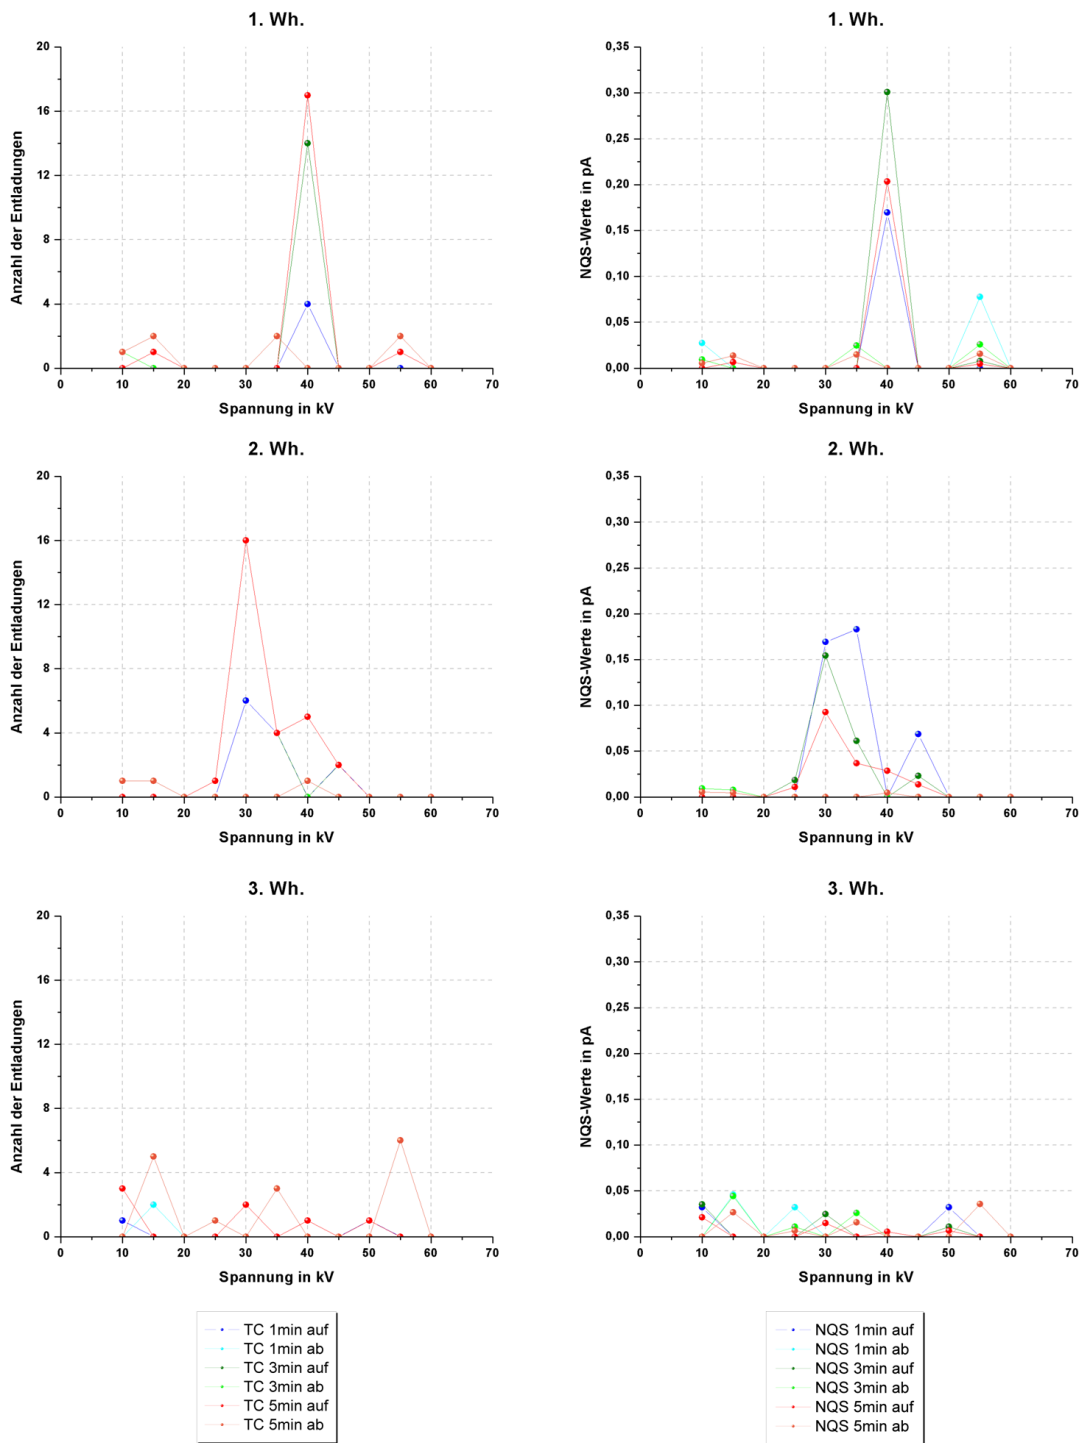 1. Wh.
20
16
12
8
4
0
Anzahl der Entladungen
0 10 20 30 40 50 60 70
Spannung in kV
1. Wh.
0,35
0,30
0,25
0,20
0,15
0,10
0,05
0,00
NQS-Werte in pA
0 10 20 30 40 50 60 70
Spannung in kV
2. Wh.
20
16
12
8
4
0
Anzahl der Entladungen
0 10 20 30 40 50 60 70
Spannung in kV
2. Wh.
0,35
0,30
0,25
0,20
0,15
0,10
0,05
0,00
NQS-Werte in pA
0 10 20 30 40 50 60 70
Spannung in kV
3. Wh.
20
16
12
8
4
0
Anzahl der Entladungen
0 10 20 30 40 50 60 70
Spannung in kV
3. Wh.
0,35
0,30
0,25
0,20
0,15
0,10
0,05
0,00
NQS-Werte in pA
0 10 20 30 40 50 60 70
Spannung in kV
TC 1min auf
TC 1min ab
TC 3min auf
TC 3min ab
TC 5min auf
TC 5min ab
NQS 1min auf
NQS 1min ab
NQS 3min auf
NQS 3min ab
NQS 5min auf
NQS 5min ab